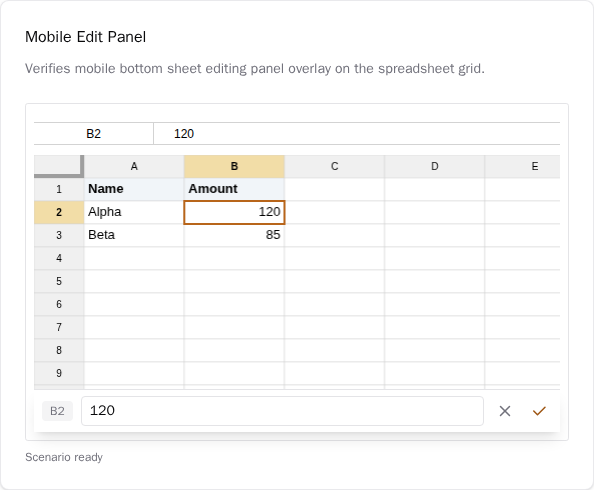 Mobile Edit Panel
Verifies mobile bottom sheet editing panel overlay on the spreadsheet grid.
B2 120
A B C D E
1 Name Amount
2 Alpha 120
3 Beta 85
4
5
6
7
8
9
B2 120
Scenario ready